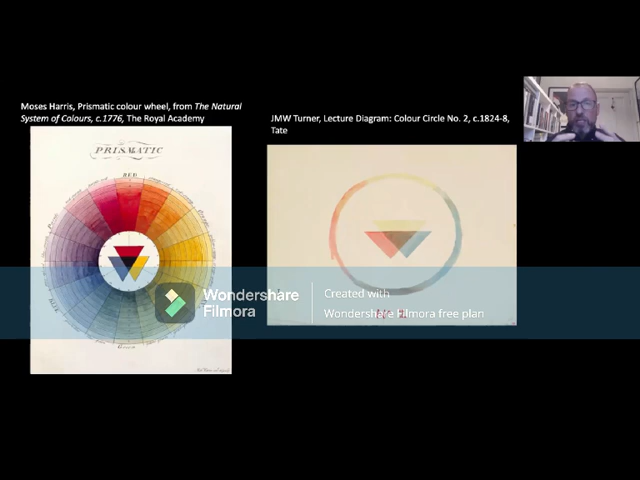 Moses Harris, Prismatic colour wheel, from The Natural
System of Colours, c.1776, The Royal Academy
JMW Turner, Lecture Diagram: Colour Circle No. 2, c.1824-8,
Tate
PRISMATIC
RED
Wondershare
Filmora
Created with
Wondershare Filmora free plan